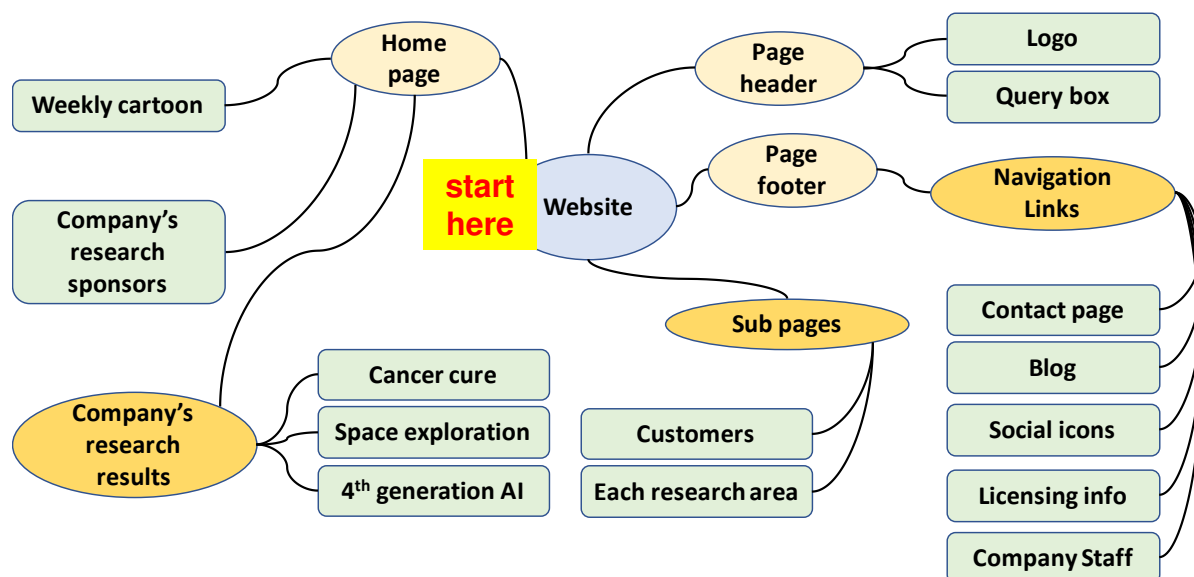 start
here
Website
Home
page
Weekly cartoon
Company's
research
sponsors
Company's
research
results
Cancer cure
Space exploration
4th generation AI
Page
header
Logo
Query box
Page
footer
Navigation
Links
Contact page
Blog
Social icons
Licensing info
Company Staff
Sub pages
Customers
Each research area